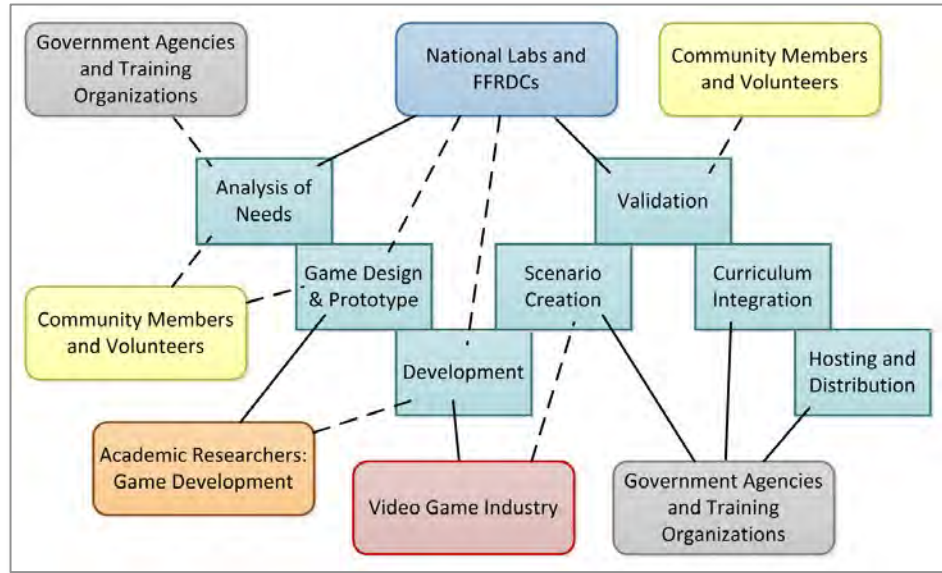 Government Agencies
and Training
Organizations
National Labs and
FFRDCs
Community Members
and Volunteers
Analysis of
Needs
Validation
Game Design
& Prototype
Scenario
Creation
Curriculum
Integration
Community Members
and Volunteers
Development
Hosting and
Distribution
Academic Researchers:
Game Development
Video Game Industry
Government Agencies
and Training
Organizations